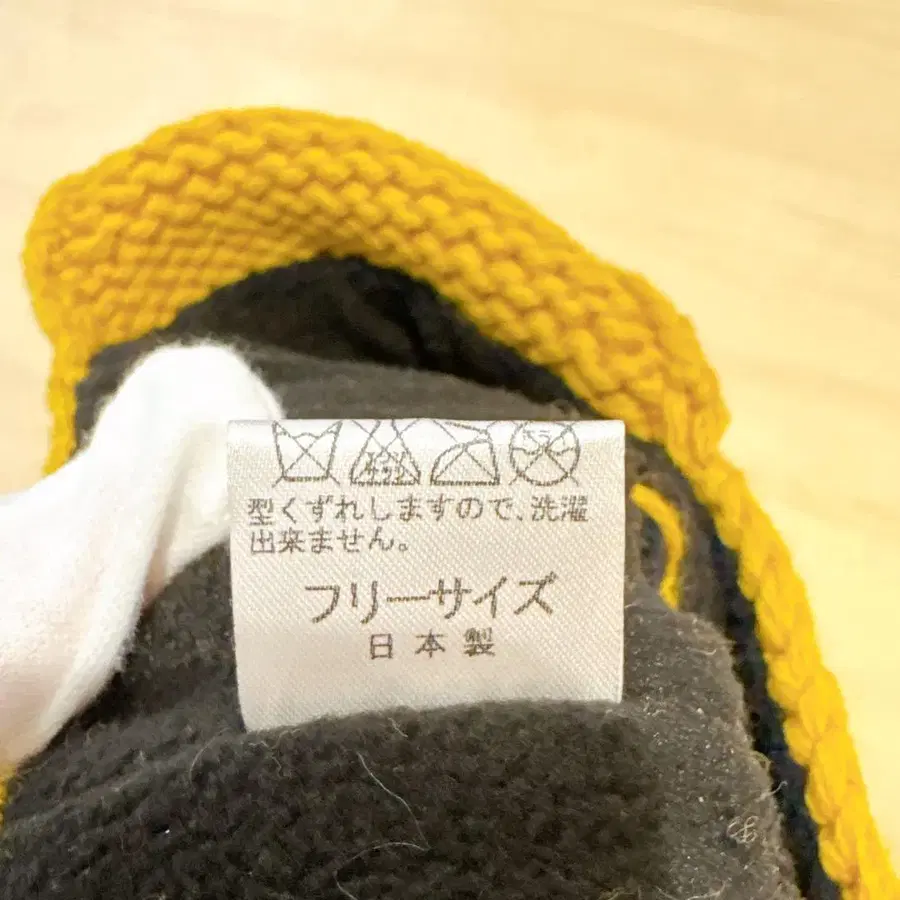 型くずれしますので、洗濯
出来ません。
フリーサイズ
日本製